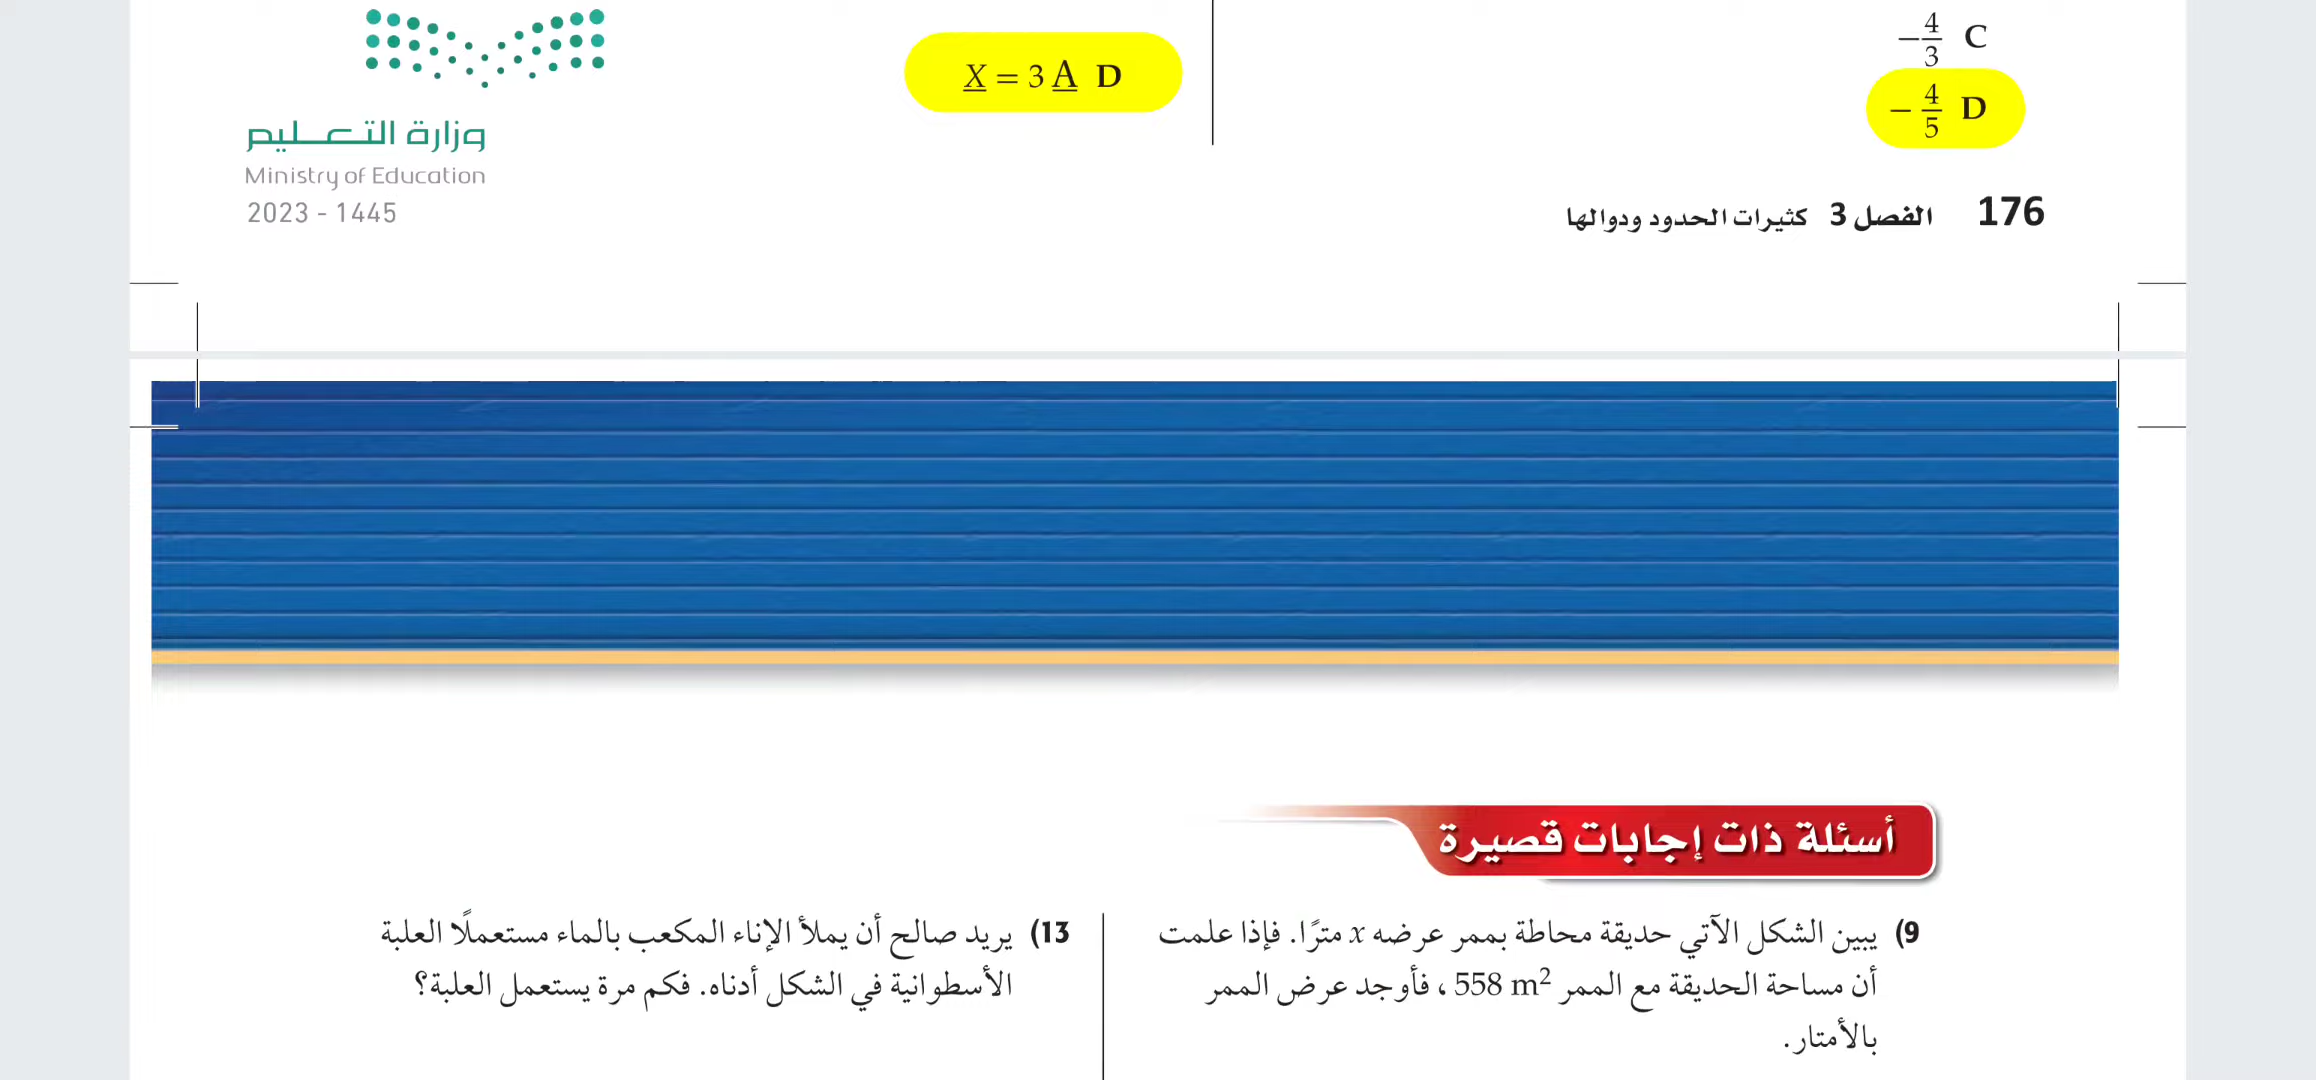 −4/3 C
−4/5 D
X = 3 A D
وزارة التعليم
Ministry of Education
2023 - 1445
176 الفصل 3 كثيرات الحدود ودوالها
أسئلة ذات إجابات قصيرة
9) يبين الشكل الآتي حديقة محاطة بممر عرضه x مترًا. فإذا علمت
أن مساحة الحديقة مع الممر 558 m²، فأوجد عرض الممر
بالأمتار.
13) يريد صالح أن يملأ الإناء المكعب بالماء مستعملًا العلبة
الأسطوانية في الشكل أدناه. فكم مرة يستعمل العلبة؟